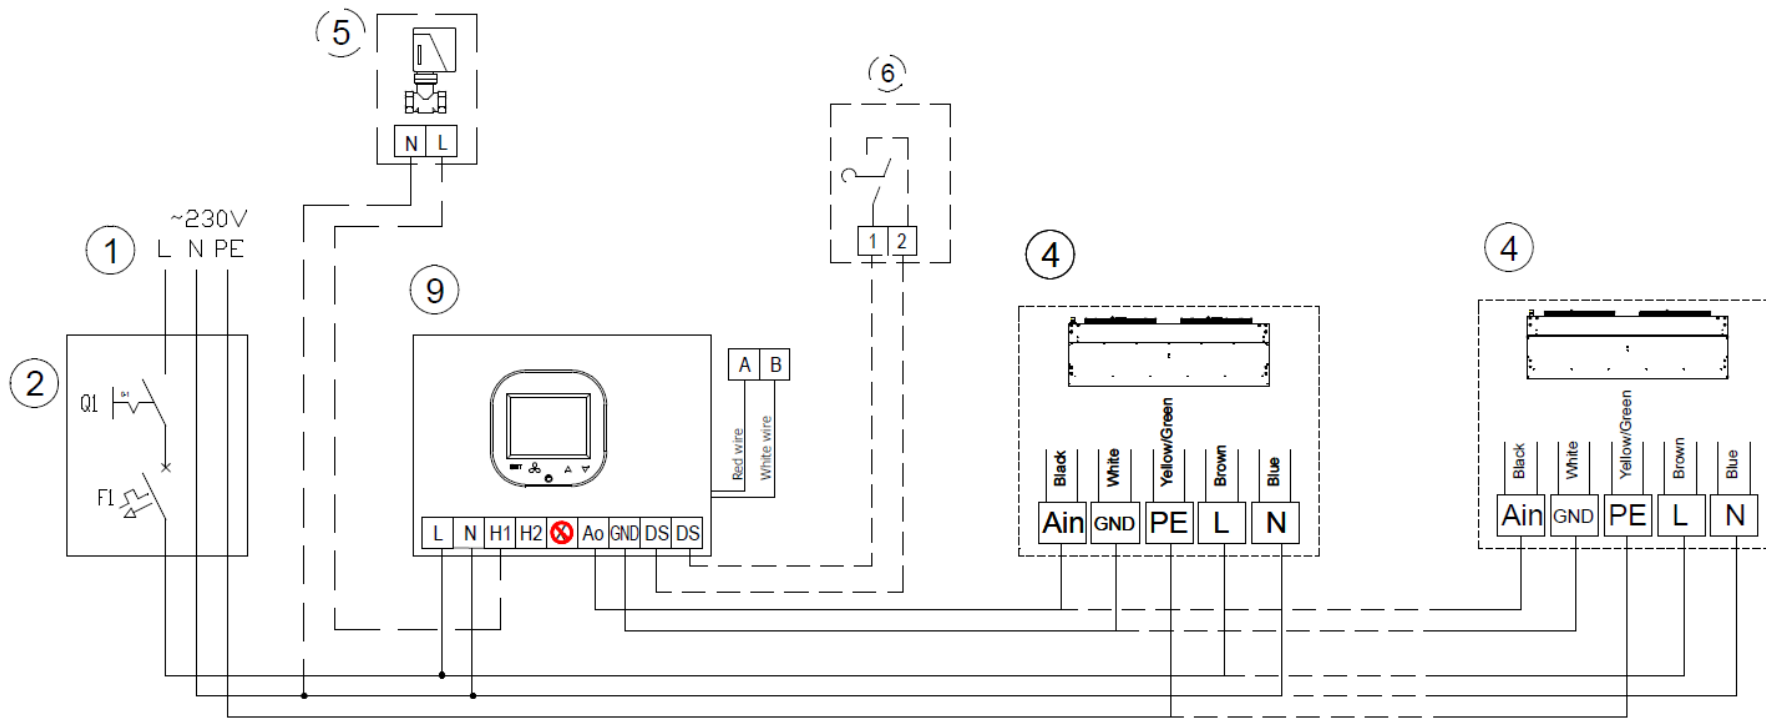 5
N L
6
1 2
~230V
1 L N PE
4
4
9
2
Q1
F1
A B
Red wire
White wire
EXIT
L N H1 H2 X Ao GND DS DS
Black White Yellow/Green Brown Blue
Ain GND PE L N
Black White Yellow/Green Brown Blue
Ain GND PE L N